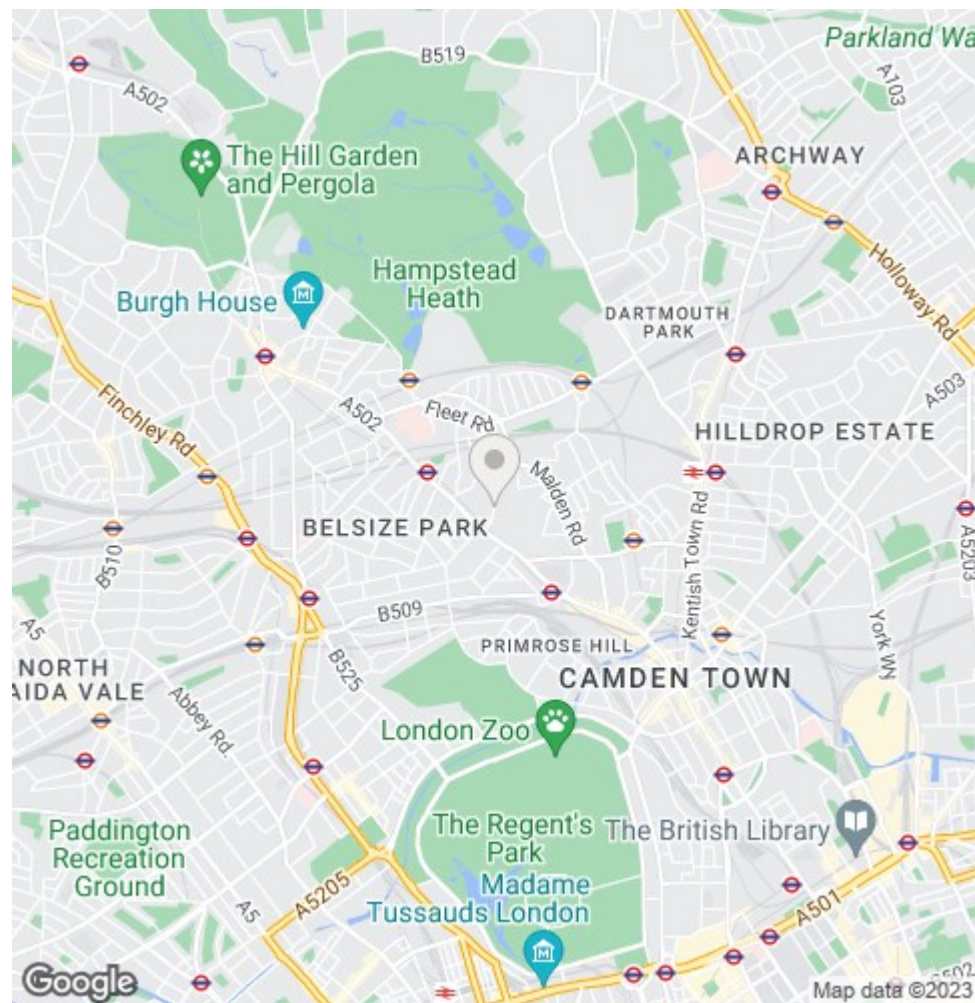 B519
Parkland Wa
A502
A103
The Hill Garden
and Pergola
ARCHWAY
Hampstead
Heath
Holloway Rd
Burgh House
DARTMOUTH
PARK
A502
Fleet Rd
A503
Finchley Rd
HILLDROP ESTATE
Malden Rd
BELSIZE PARK
Kentish Town Rd
A5203
B510
B509
A5
PRIMROSE HILL
York WN
NORTH
AIDA VALE
B525
CAMDEN TOWN
Abbey Rd.
London Zoo
Paddington
Recreation
Ground
The Regent's
Park
The British Library
Madame
Tussauds London
A5205
A5
A501
B502
Google
Map data ©2023